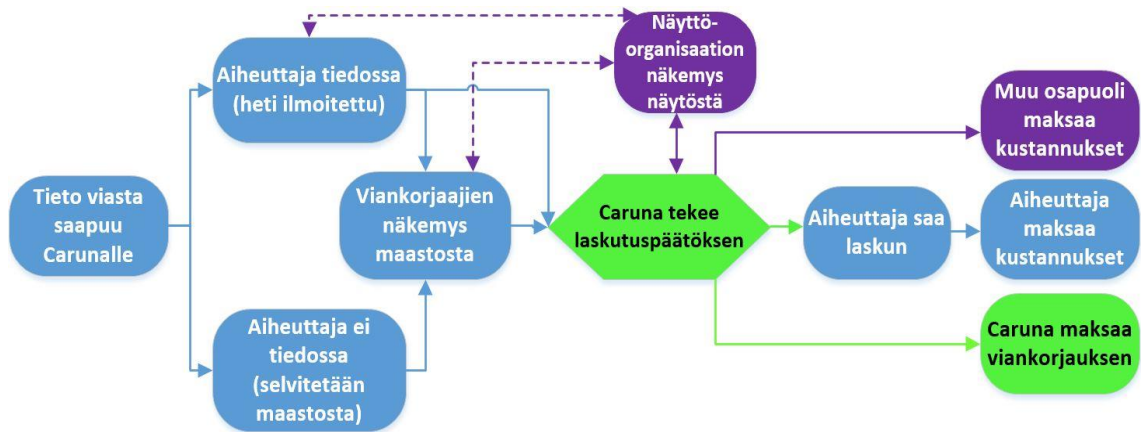 Tieto viasta
saapuu
Carunalle
Aiheuttaja tiedossa
(heti ilmoitettu)
Aiheuttaja ei
tiedossa
(selvitetään
maastosta)
Viankorjaajien
näkemys
maastosta
Näyttö-
organisaation
näkemys
näytöstä
Caruna tekee
laskutuspäätöksen
Muu osapuoli
maksaa
kustannukset
Aiheuttaja saa
laskun
Aiheuttaja
maksaa
kustannukset
Caruna maksaa
viankorjauksen